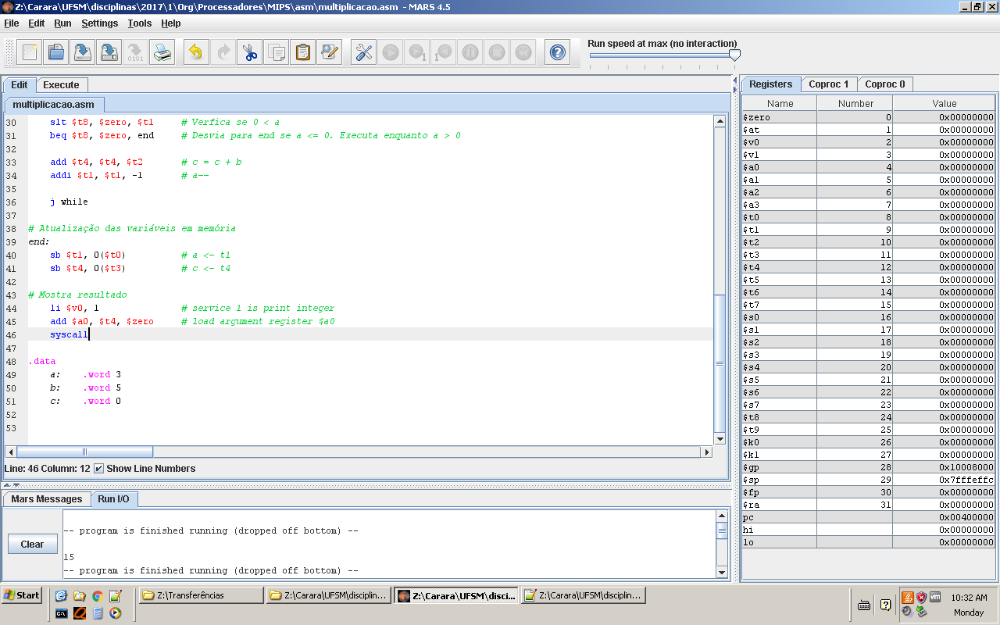 Z:\Carara\UFSM\disciplinas\2017\1\Org\Processadores\MIPS\asm\multiplicacao.asm - MARS 4.5
File Edit Run Settings Tools Help
Run speed at max (no interaction)
Edit Execute
multiplicacao.asm
30 slt $t8, $zero, $t1 # Verfica se 0 < a
31 beq $t8, $zero, end # Desvia para end se a <= 0. Executa enquanto a > 0
32
33 add $t4, $t4, $t2 # c = c + b
34 addi $t1, $t1, -1 # a--
35
36 j while
37
38 # Atualização das variáveis em memória
39 end:
40 sb $t1, 0($t0) # a <- t1
41 sb $t4, 0($t3) # c <- t4
42
43 # Mostra resultado
44 li $v0, 1 # service 1 is print integer
45 add $a0, $t4, $zero # load argument register $a0
46 syscall
47
48 .data
49 a: .word 3
50 b: .word 5
51 c: .word 0
52
53
Line: 46 Column: 12 Show Line Numbers
Mars Messages Run I/O
Clear
-- program is finished running (dropped off bottom) --
15
-- program is finished running (dropped off bottom) --
Registers Coproc 1 Coproc 0
Name Number Value
$zero 0 0x00000000
$at 1 0x00000000
$v0 2 0x00000000
$v1 3 0x00000000
$a0 4 0x00000000
$a1 5 0x00000000
$a2 6 0x00000000
$a3 7 0x00000000
$t0 8 0x00000000
$t1 9 0x00000000
$t2 10 0x00000000
$t3 11 0x00000000
$t4 12 0x00000000
$t5 13 0x00000000
$t6 14 0x00000000
$t7 15 0x00000000
$s0 16 0x00000000
$s1 17 0x00000000
$s2 18 0x00000000
$s3 19 0x00000000
$s4 20 0x00000000
$s5 21 0x00000000
$s6 22 0x00000000
$s7 23 0x00000000
$t8 24 0x00000000
$t9 25 0x00000000
$k0 26 0x00000000
$k1 27 0x00000000
$gp 28 0x10008000
$sp 29 0x7fffeffc
$fp 30 0x00000000
$ra 31 0x00000000
pc 0x00400000
hi 0x00000000
lo 0x00000000
Start Z:\Transferências Z:\Carara\UFSM\disciplin... Z:\Carara\UFSM\disci... Z:\Carara\UFSM\disciplin... 10:32 AM
Monday